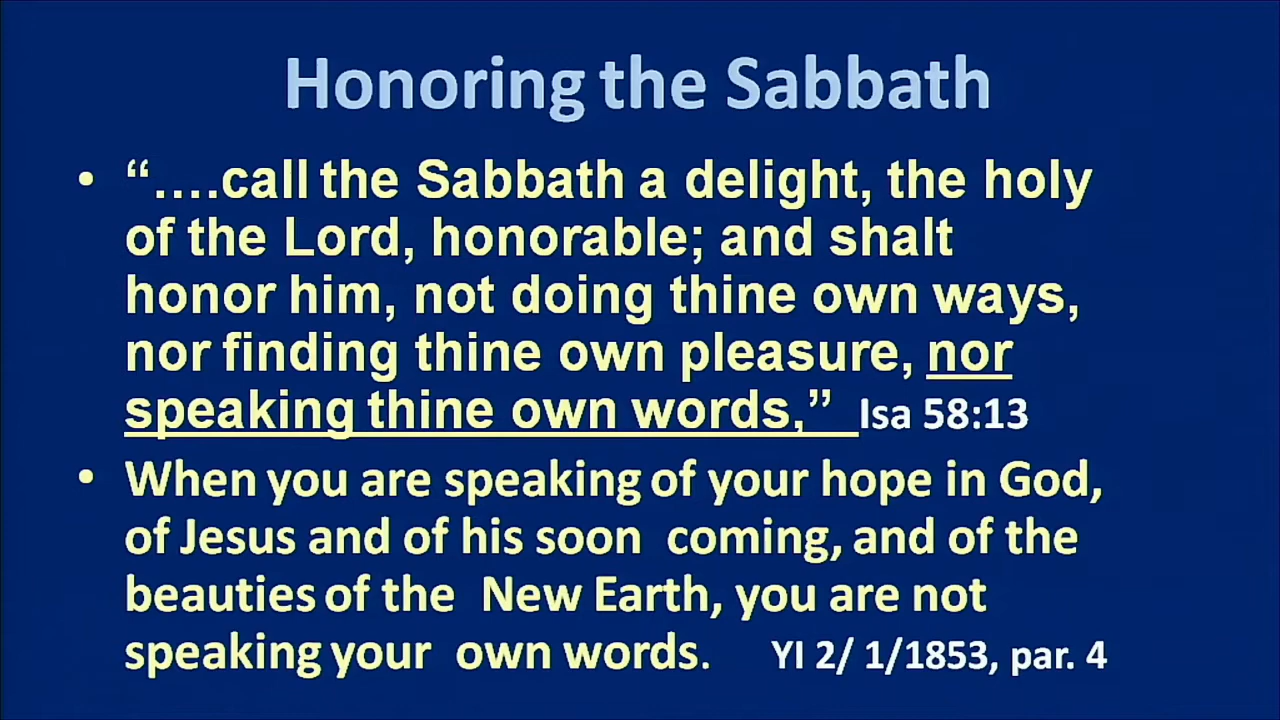 Honoring the Sabbath
• “....call the Sabbath a delight, the holy
of the Lord, honorable; and shalt
honor him, not doing thine own ways,
nor finding thine own pleasure, nor
speaking thine own words,” Isa 58:13
• When you are speaking of your hope in God,
of Jesus and of his soon coming, and of the
beauties of the New Earth, you are not
speaking your own words. YI 2/ 1/1853, par. 4